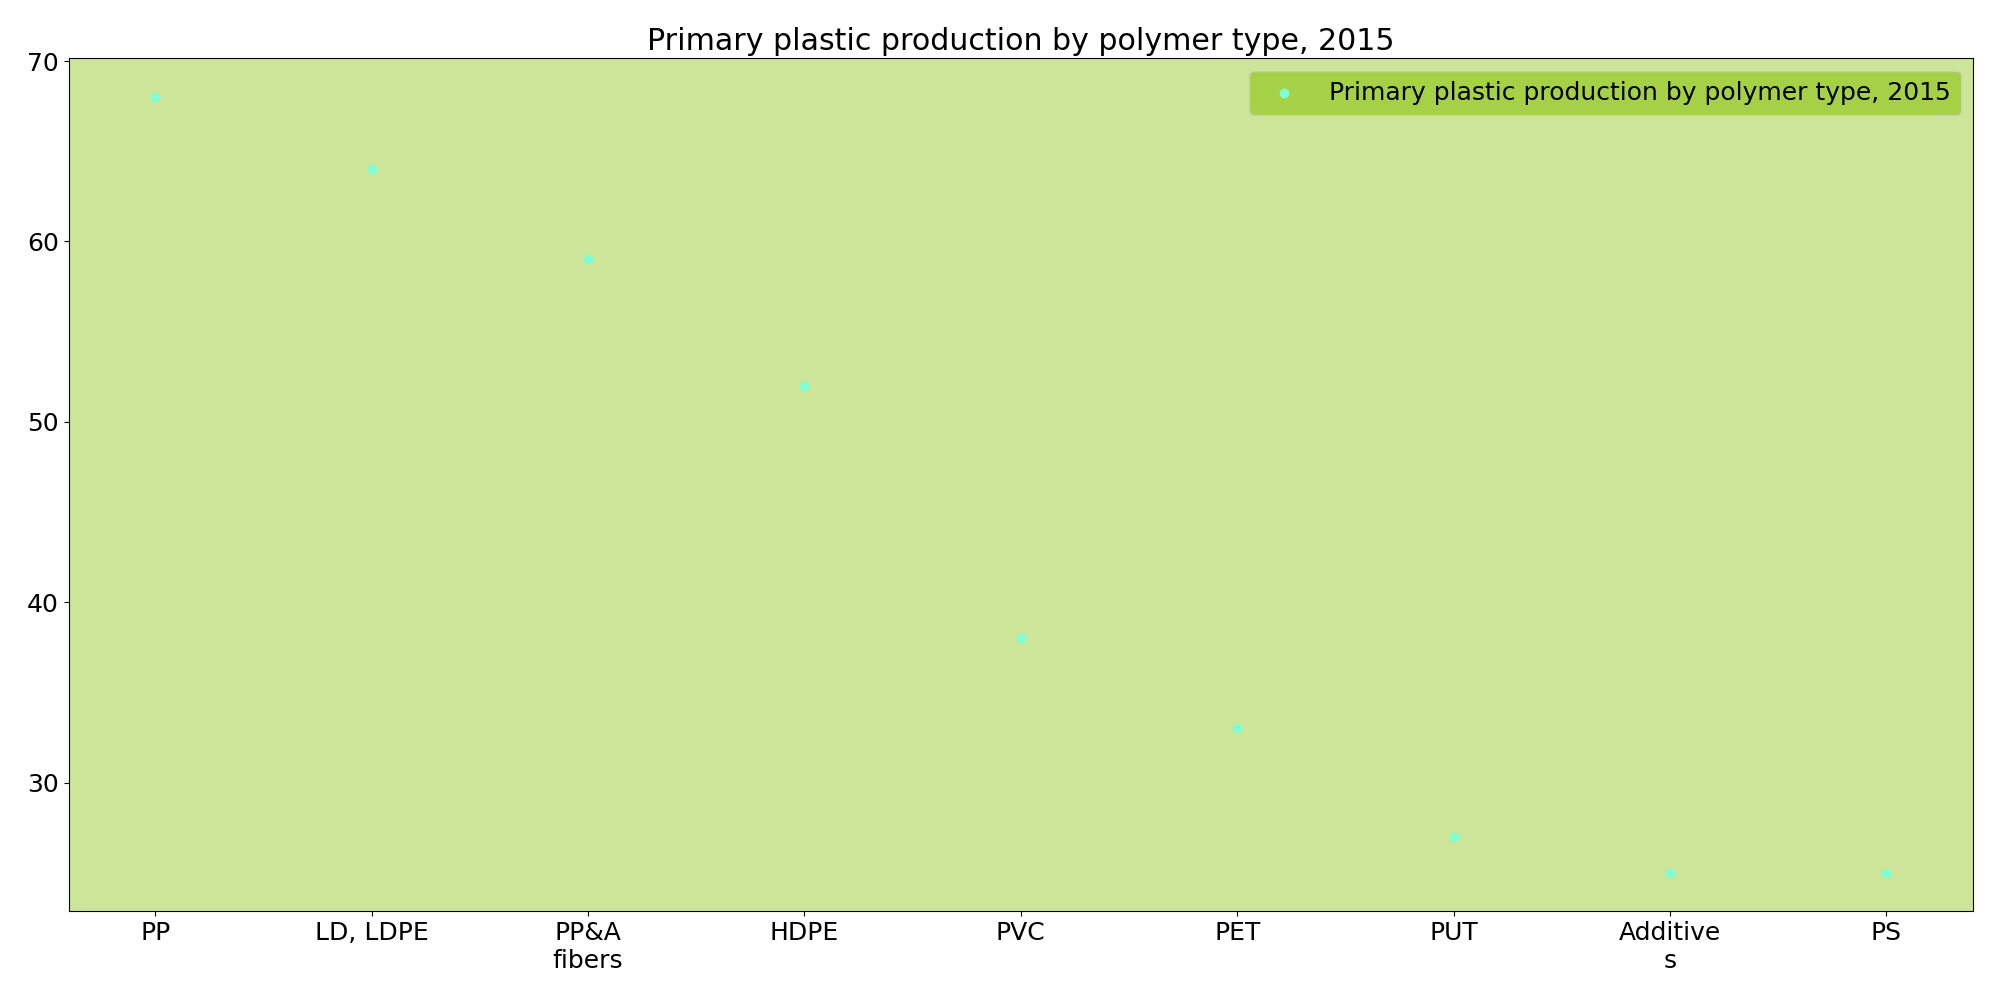 Primary plastic production by polymer type, 2015
Primary plastic production by polymer type, 2015
70
60
50
40
30
PP
LD, LDPE
PP&A
fibers
HDPE
PVC
PET
PUT
Additive
s
PS